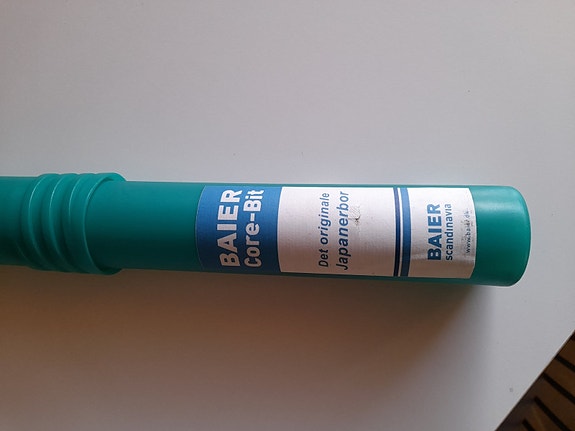 BAIER
Core-Bit
Det originale
Japanerbor
BAIER
scandinavia